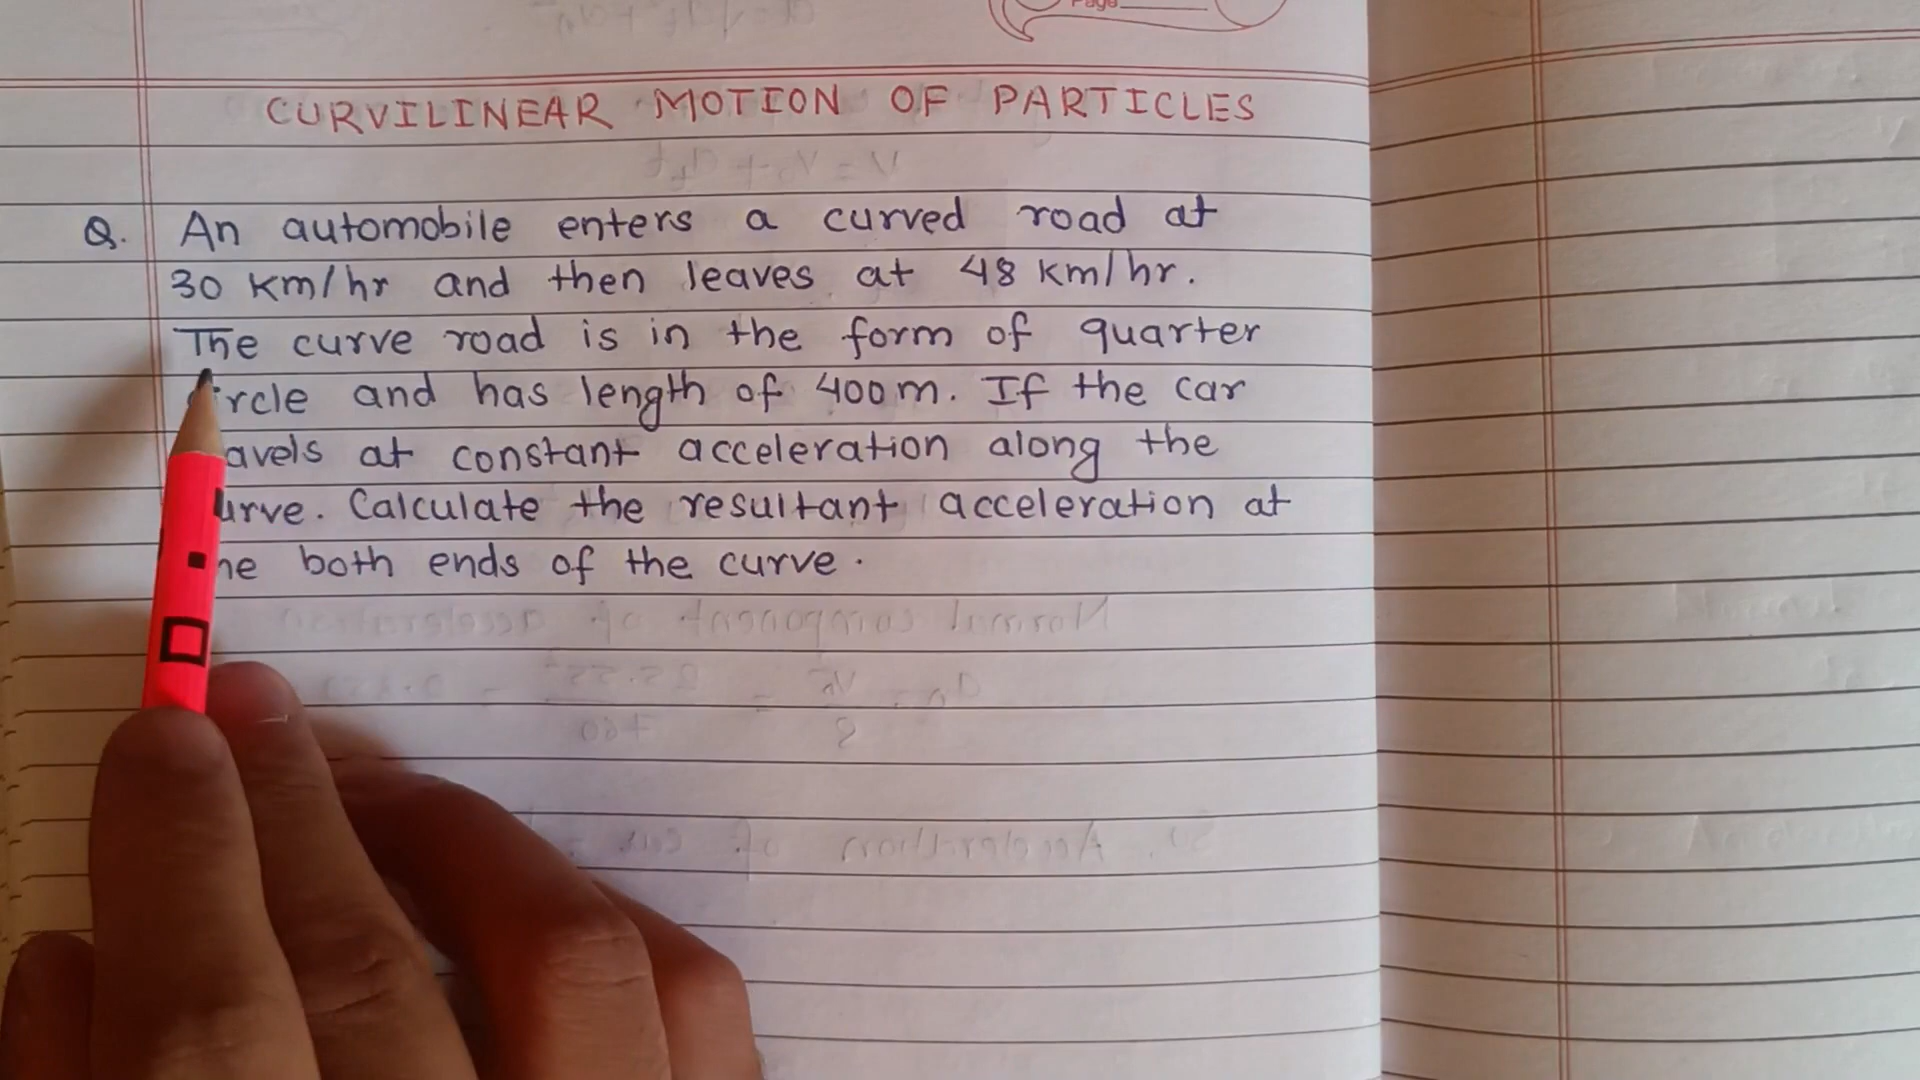 Page
CURVILINEAR MOTION OF PARTICLES
Q. An automobile enters a curved road at
30 km/hr and then leaves at 48 km/hr.
The curve road is in the form of quarter
rcle and has length of 400m. If the car
avels at constant acceleration along the
urve. Calculate the resultant acceleration at
he both ends of the curve.